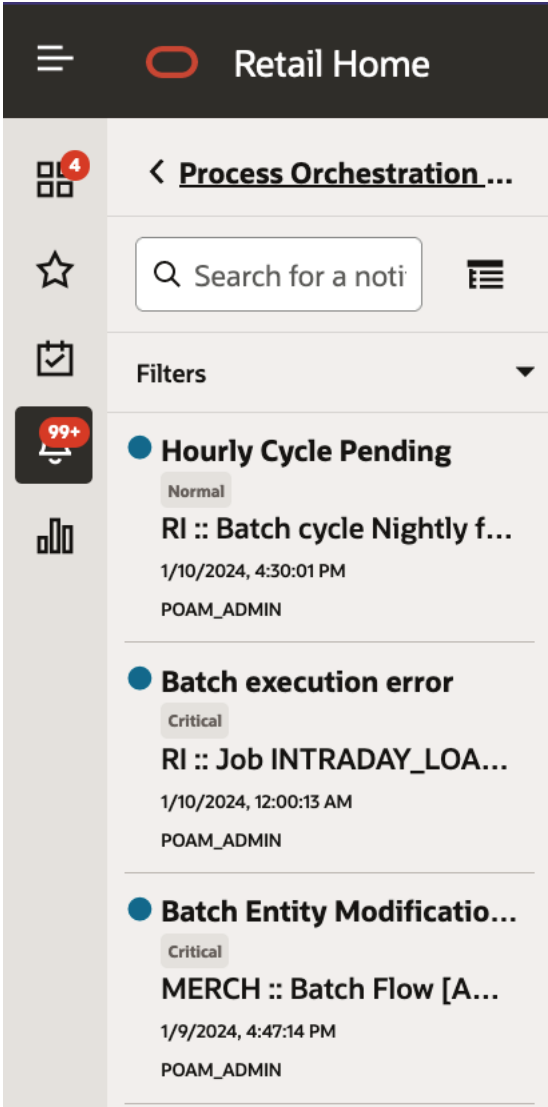 Retail Home
4
Process Orchestration ...
Search for a noti
Filters
99+
Hourly Cycle Pending
Normal
RI :: Batch cycle Nightly f...
1/10/2024, 4:30:01 PM
POAM_ADMIN
Batch execution error
Critical
RI :: Job INTRADAY_LOA...
1/10/2024, 12:00:13 AM
POAM_ADMIN
Batch Entity Modificatio...
Critical
MERCH :: Batch Flow [A...
1/9/2024, 4:47:14 PM
POAM_ADMIN